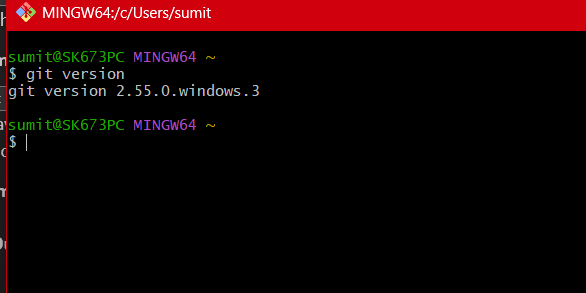 MINGW64:/c/Users/sumit
sumit@SK673PC MINGW64 ~
$ git version
git version 2.55.0.windows.3
sumit@SK673PC MINGW64 ~
$